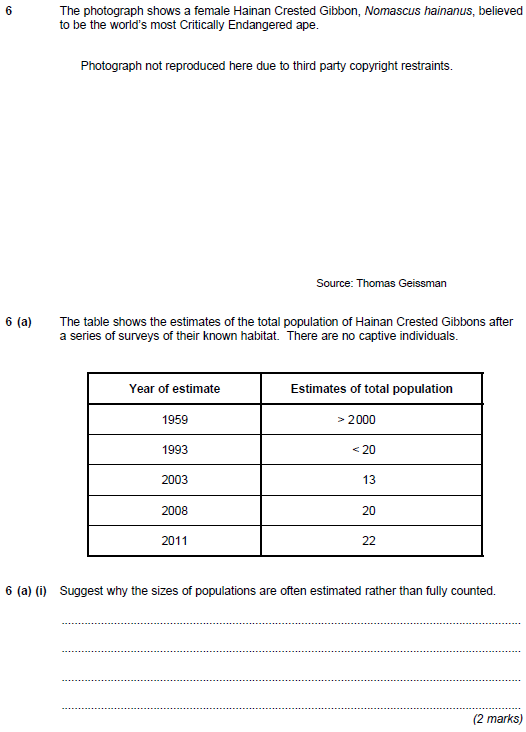 6 The photograph shows a female Hainan Crested Gibbon, Nomascus hainanus, believed
to be the world's most Critically Endangered ape.
Photograph not reproduced here due to third party copyright restraints.
Source: Thomas Geissman
6 (a) The table shows the estimates of the total population of Hainan Crested Gibbons after
a series of surveys of their known habitat. There are no captive individuals.
Year of estimate Estimates of total population
1959 > 2000
1993 < 20
2003 13
2008 20
2011 22
6 (a) (i) Suggest why the sizes of populations are often estimated rather than fully counted.
(2 marks)